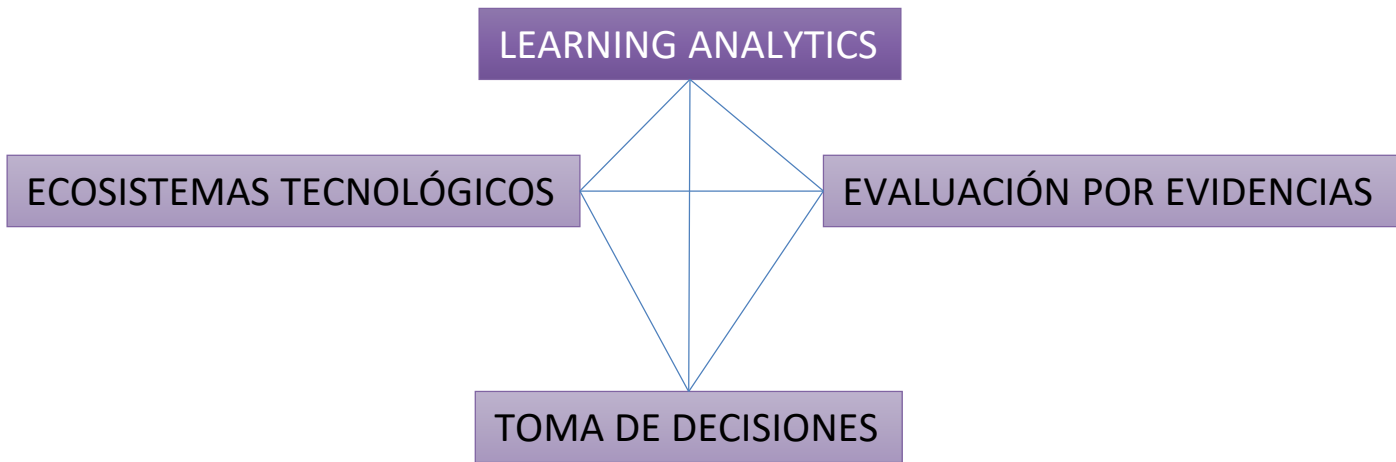 LEARNING ANALYTICS
ECOSISTEMAS TECNOLÓGICOS
EVALUACIÓN POR EVIDENCIAS
TOMA DE DECISIONES